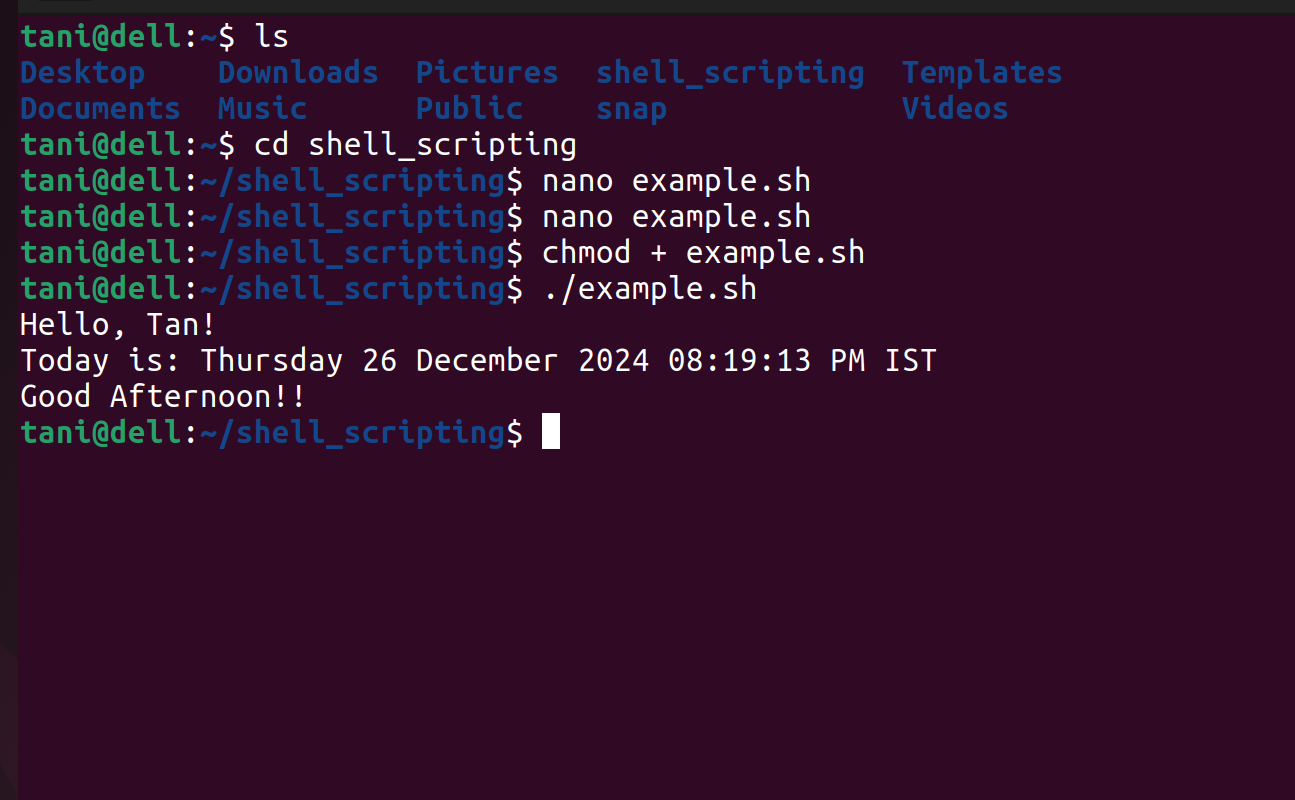 tani@dell:~$ ls
Desktop    Downloads  Pictures  shell_scripting  Templates
Documents  Music      Public    snap             Videos
tani@dell:~$ cd shell_scripting
tani@dell:~/shell_scripting$ nano example.sh
tani@dell:~/shell_scripting$ nano example.sh
tani@dell:~/shell_scripting$ chmod + example.sh
tani@dell:~/shell_scripting$ ./example.sh
Hello, Tan!
Today is: Thursday 26 December 2024 08:19:13 PM IST
Good Afternoon!!
tani@dell:~/shell_scripting$